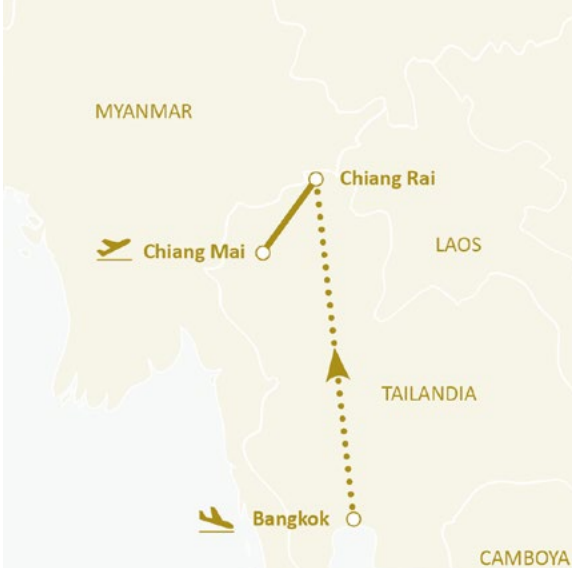 MYANMAR
Chiang Rai
Chiang Mai
LAOS
TAILANDIA
Bangkok
CAMBOYA